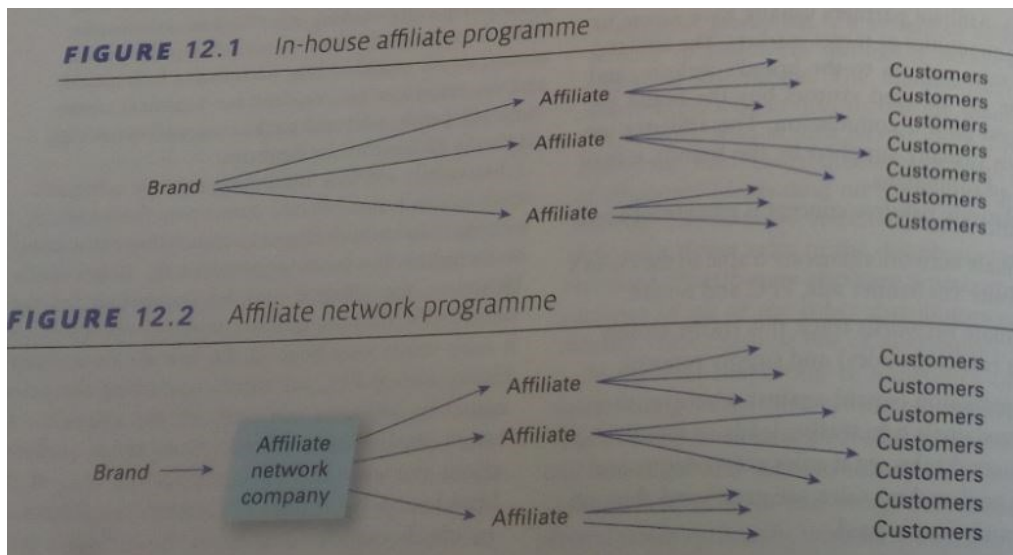 FIGURE 12.1 In-house affiliate programme
Customers
Affiliate
Customers
Customers
Affiliate
Customers
Brand
Customers
Customers
Affiliate
Customers
FIGURE 12.2 Affiliate network programme
Customers
Affiliate
Customers
Customers
Affiliate
Affiliate
network
company
Brand
Customers
Customers
Customers
Affiliate
Customers